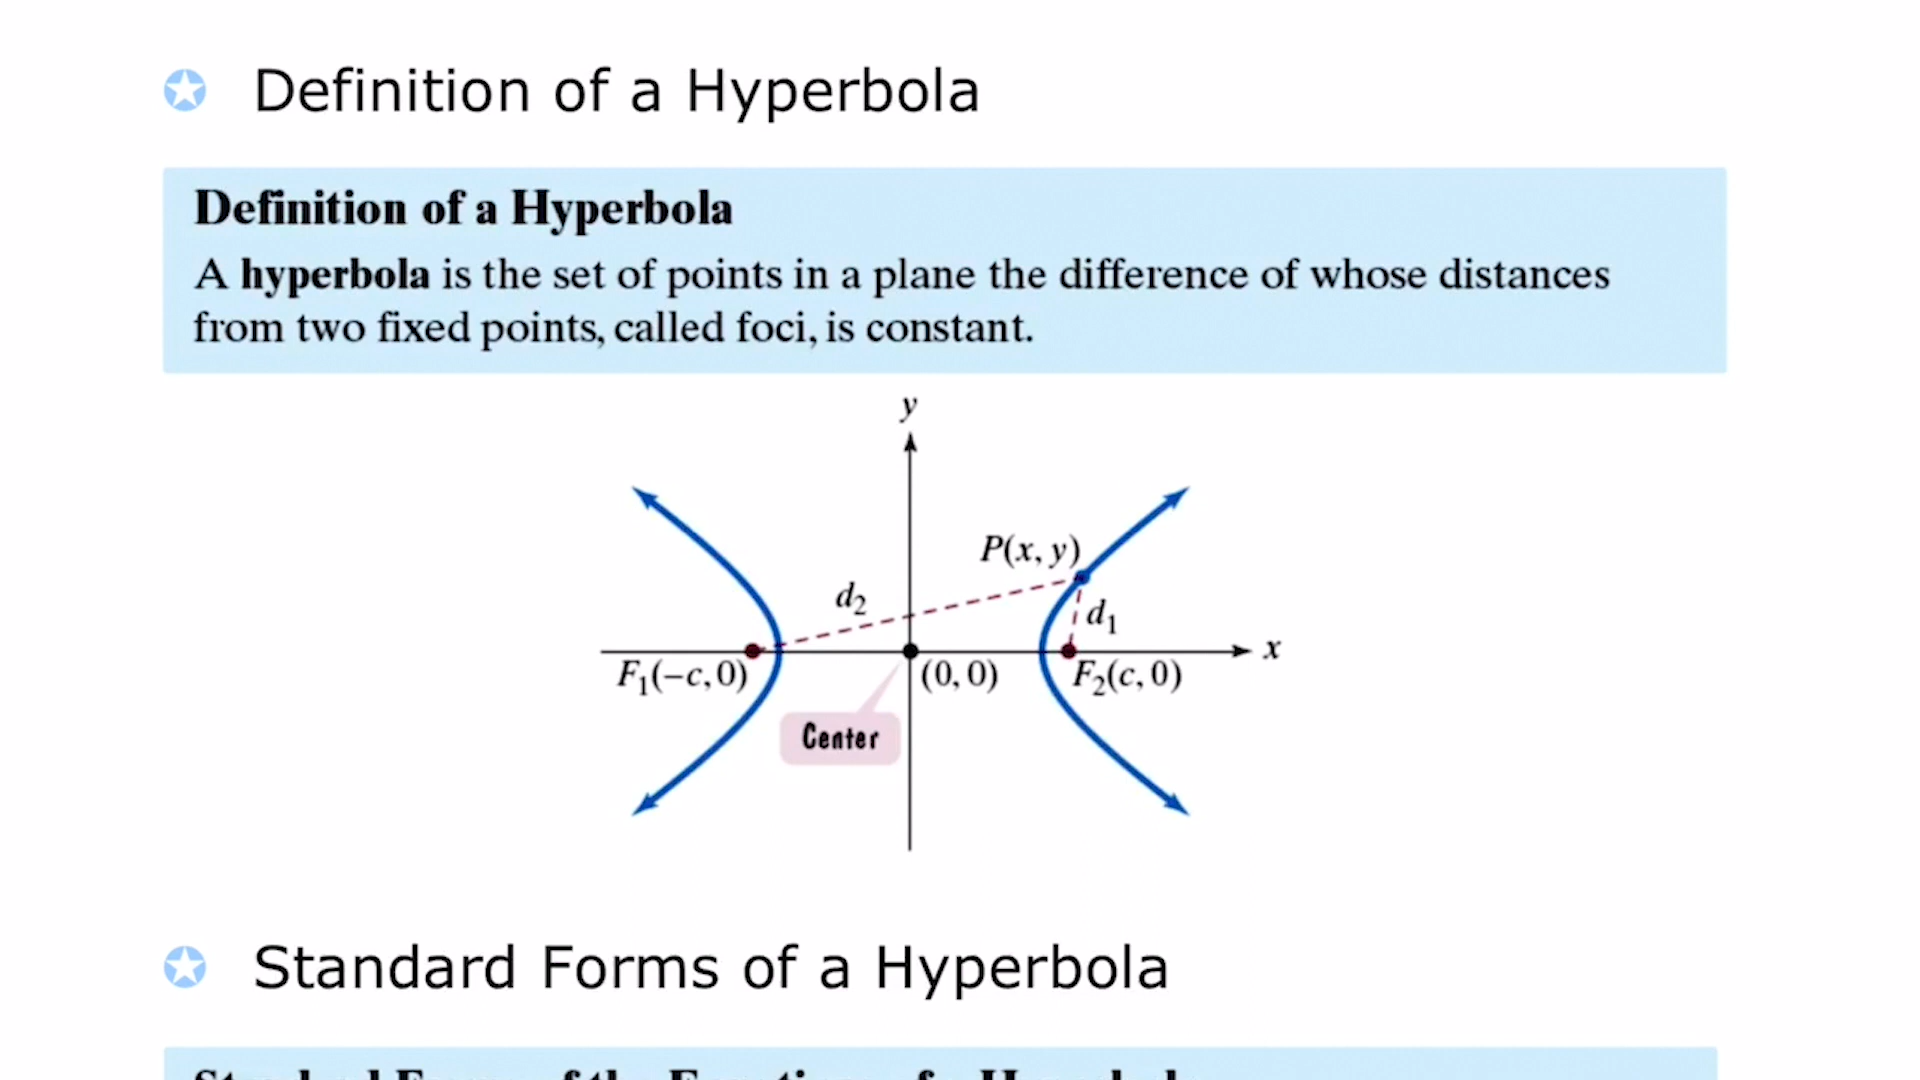 Definition of a Hyperbola
Definition of a Hyperbola
A hyperbola is the set of points in a plane the difference of whose distances
from two fixed points, called foci, is constant.
y
P(x, y)
d₂
d₁
x
F₁(−c, 0)
(0, 0)
F₂(c, 0)
Center
Standard Forms of a Hyperbola